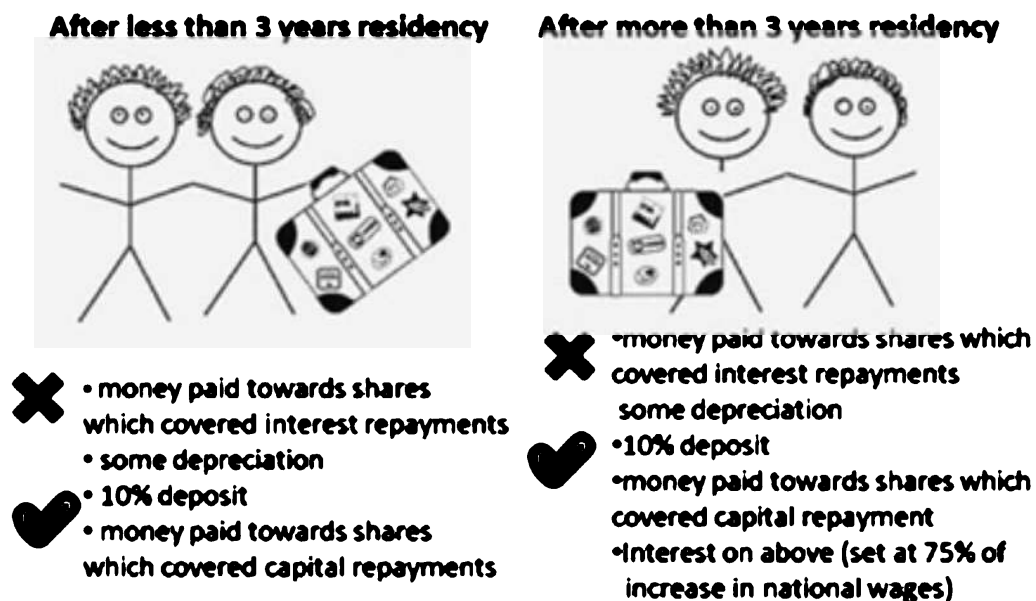 After less than 3 years residency
• money paid towards shares
which covered interest repayments
• some depreciation
• 10% deposit
• money paid towards shares
which covered capital repayments
After more than 3 years residency
•money paid towards shares which
covered interest repayments
some depreciation
•10% deposit
•money paid towards shares which
covered capital repayment
•Interest on above (set at 75% of
increase in national wages)